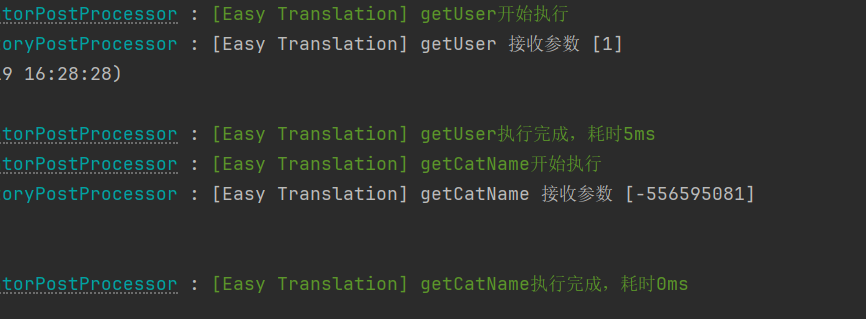 torPostProcessor : [Easy Translation] getUser开始执行
oryPostProcessor : [Easy Translation] getUser 接收参数 [1]
19 16:28:28)
torPostProcessor : [Easy Translation] getUser执行完成，耗时5ms
torPostProcessor : [Easy Translation] getCatName开始执行
oryPostProcessor : [Easy Translation] getCatName 接收参数 [-556595081]
torPostProcessor : [Easy Translation] getCatName执行完成，耗时0ms